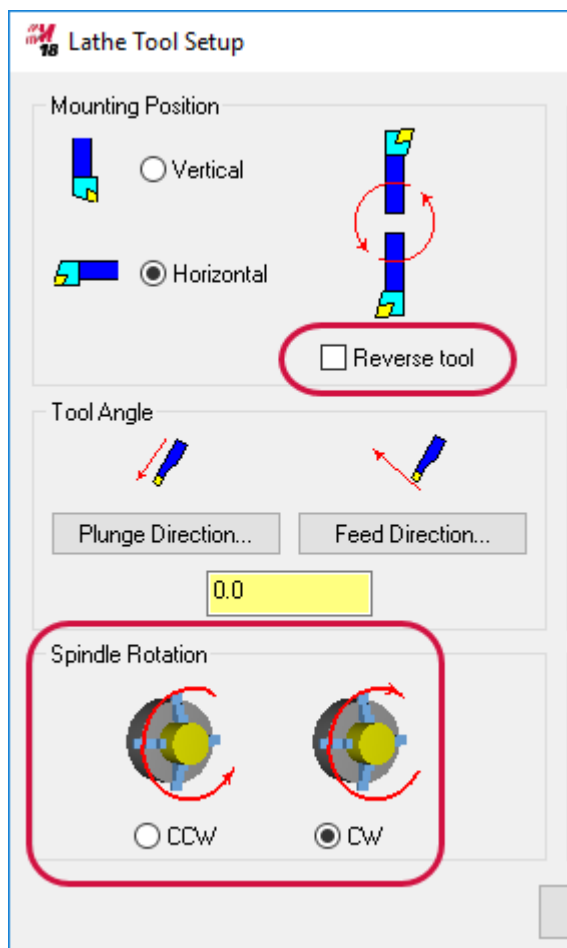 18 Lathe Tool Setup
Mounting Position
Vertical
Horizontal
Reverse tool
Tool Angle
Plunge Direction... Feed Direction...
0.0
Spindle Rotation
CCW CW